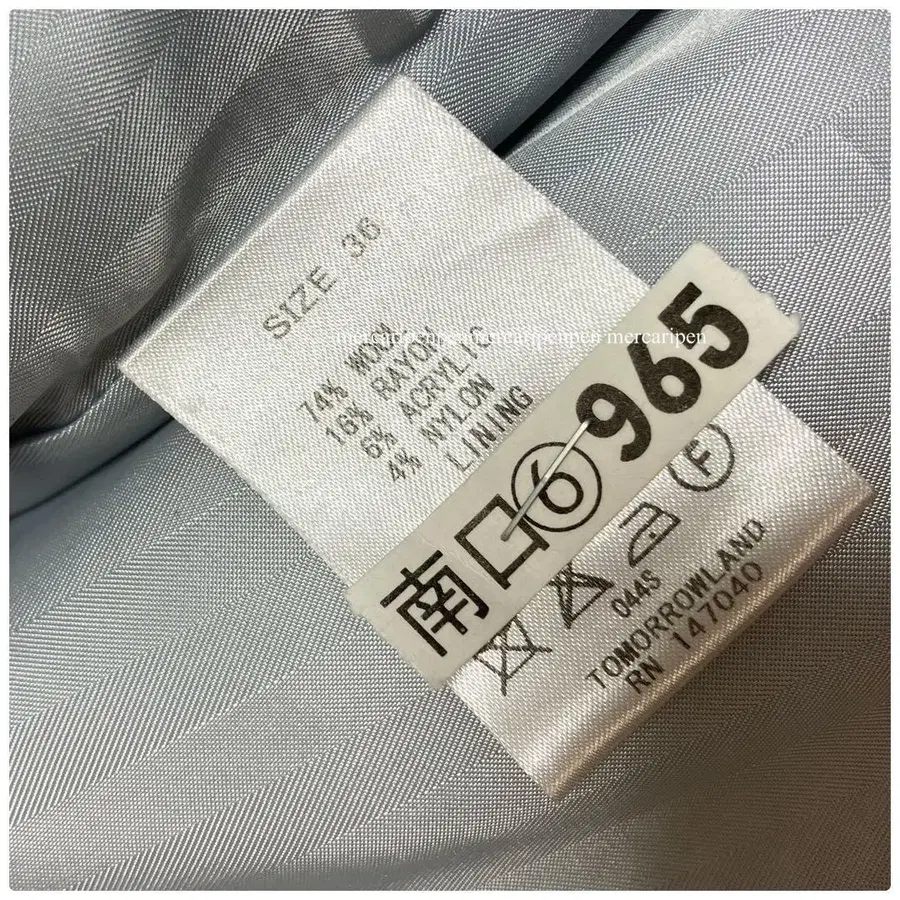 SIZE 36
74% WOOL
16% RAYON
6% ACRYLIC
4% NYLON
LINING
南口⑥965
F
044S
TOMORROWLAND
RN 147040
mercaripen